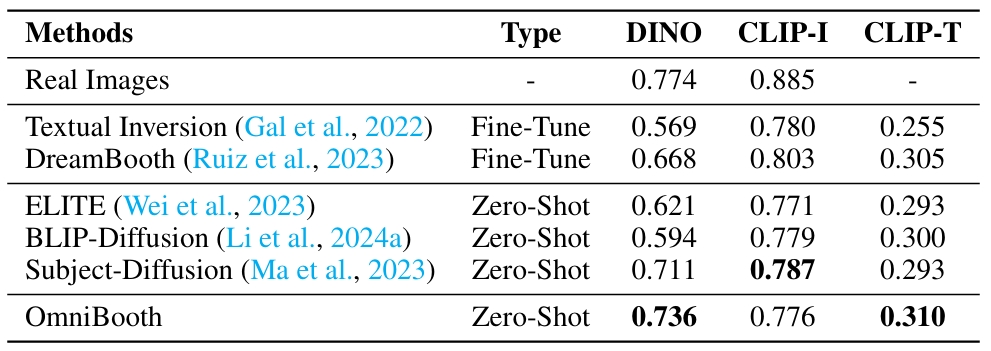 Methods Type DINO CLIP-I CLIP-T
Real Images - 0.774 0.885 -
Textual Inversion (Gal et al., 2022) Fine-Tune 0.569 0.780 0.255
DreamBooth (Ruiz et al., 2023) Fine-Tune 0.668 0.803 0.305
ELITE (Wei et al., 2023) Zero-Shot 0.621 0.771 0.293
BLIP-Diffusion (Li et al., 2024a) Zero-Shot 0.594 0.779 0.300
Subject-Diffusion (Ma et al., 2023) Zero-Shot 0.711 0.787 0.293
OmniBooth Zero-Shot 0.736 0.776 0.310